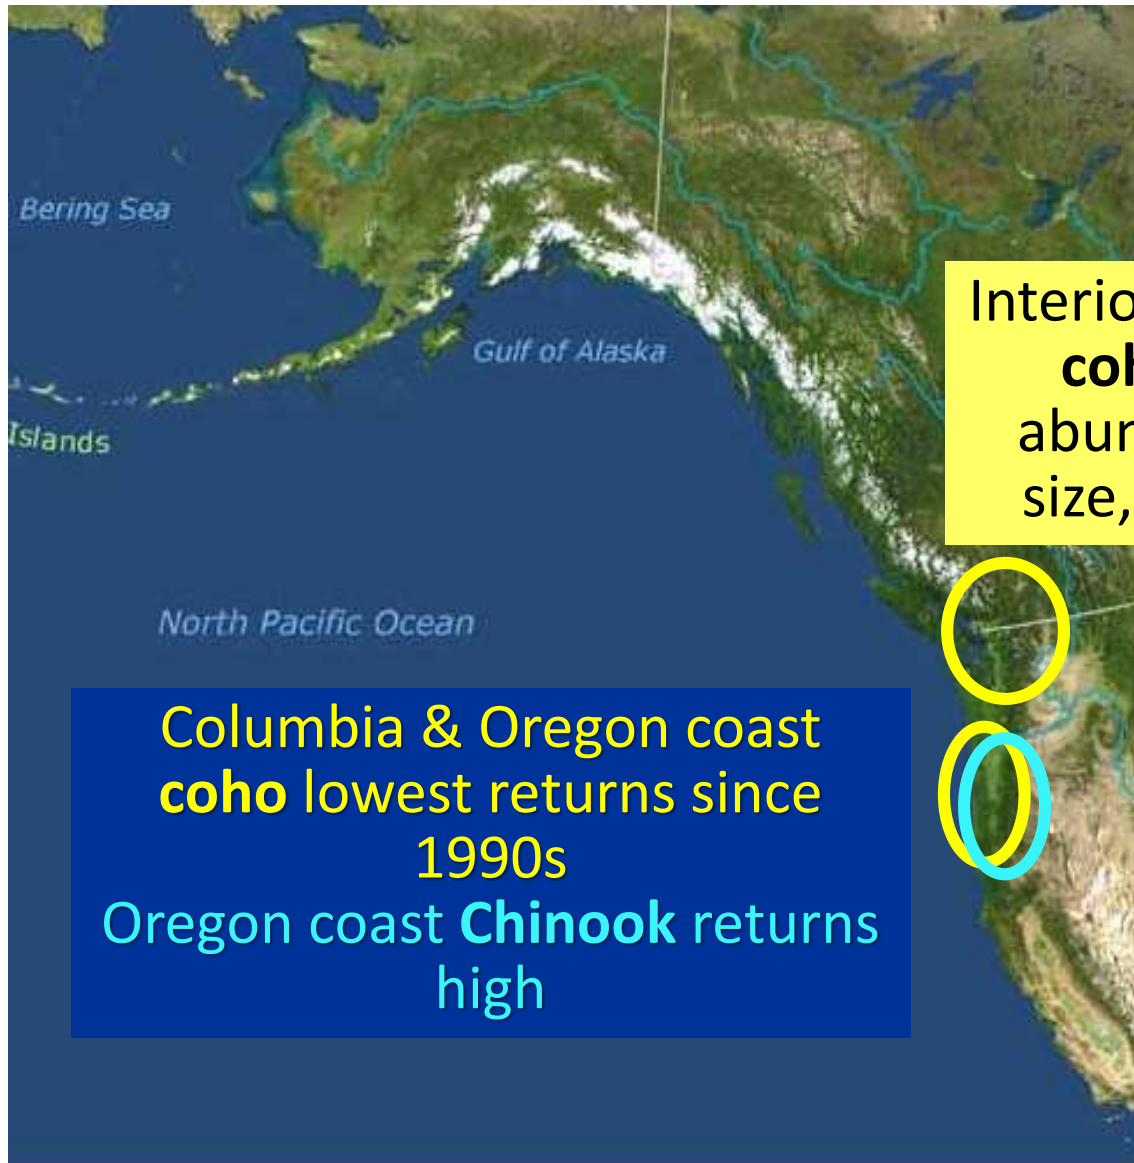 Bering Sea
Gulf of Alaska
Islands
size,
North Pacific Ocean
Columbia & Oregon coast
coho lowest returns since
1990s
Oregon coast Chinook returns
high